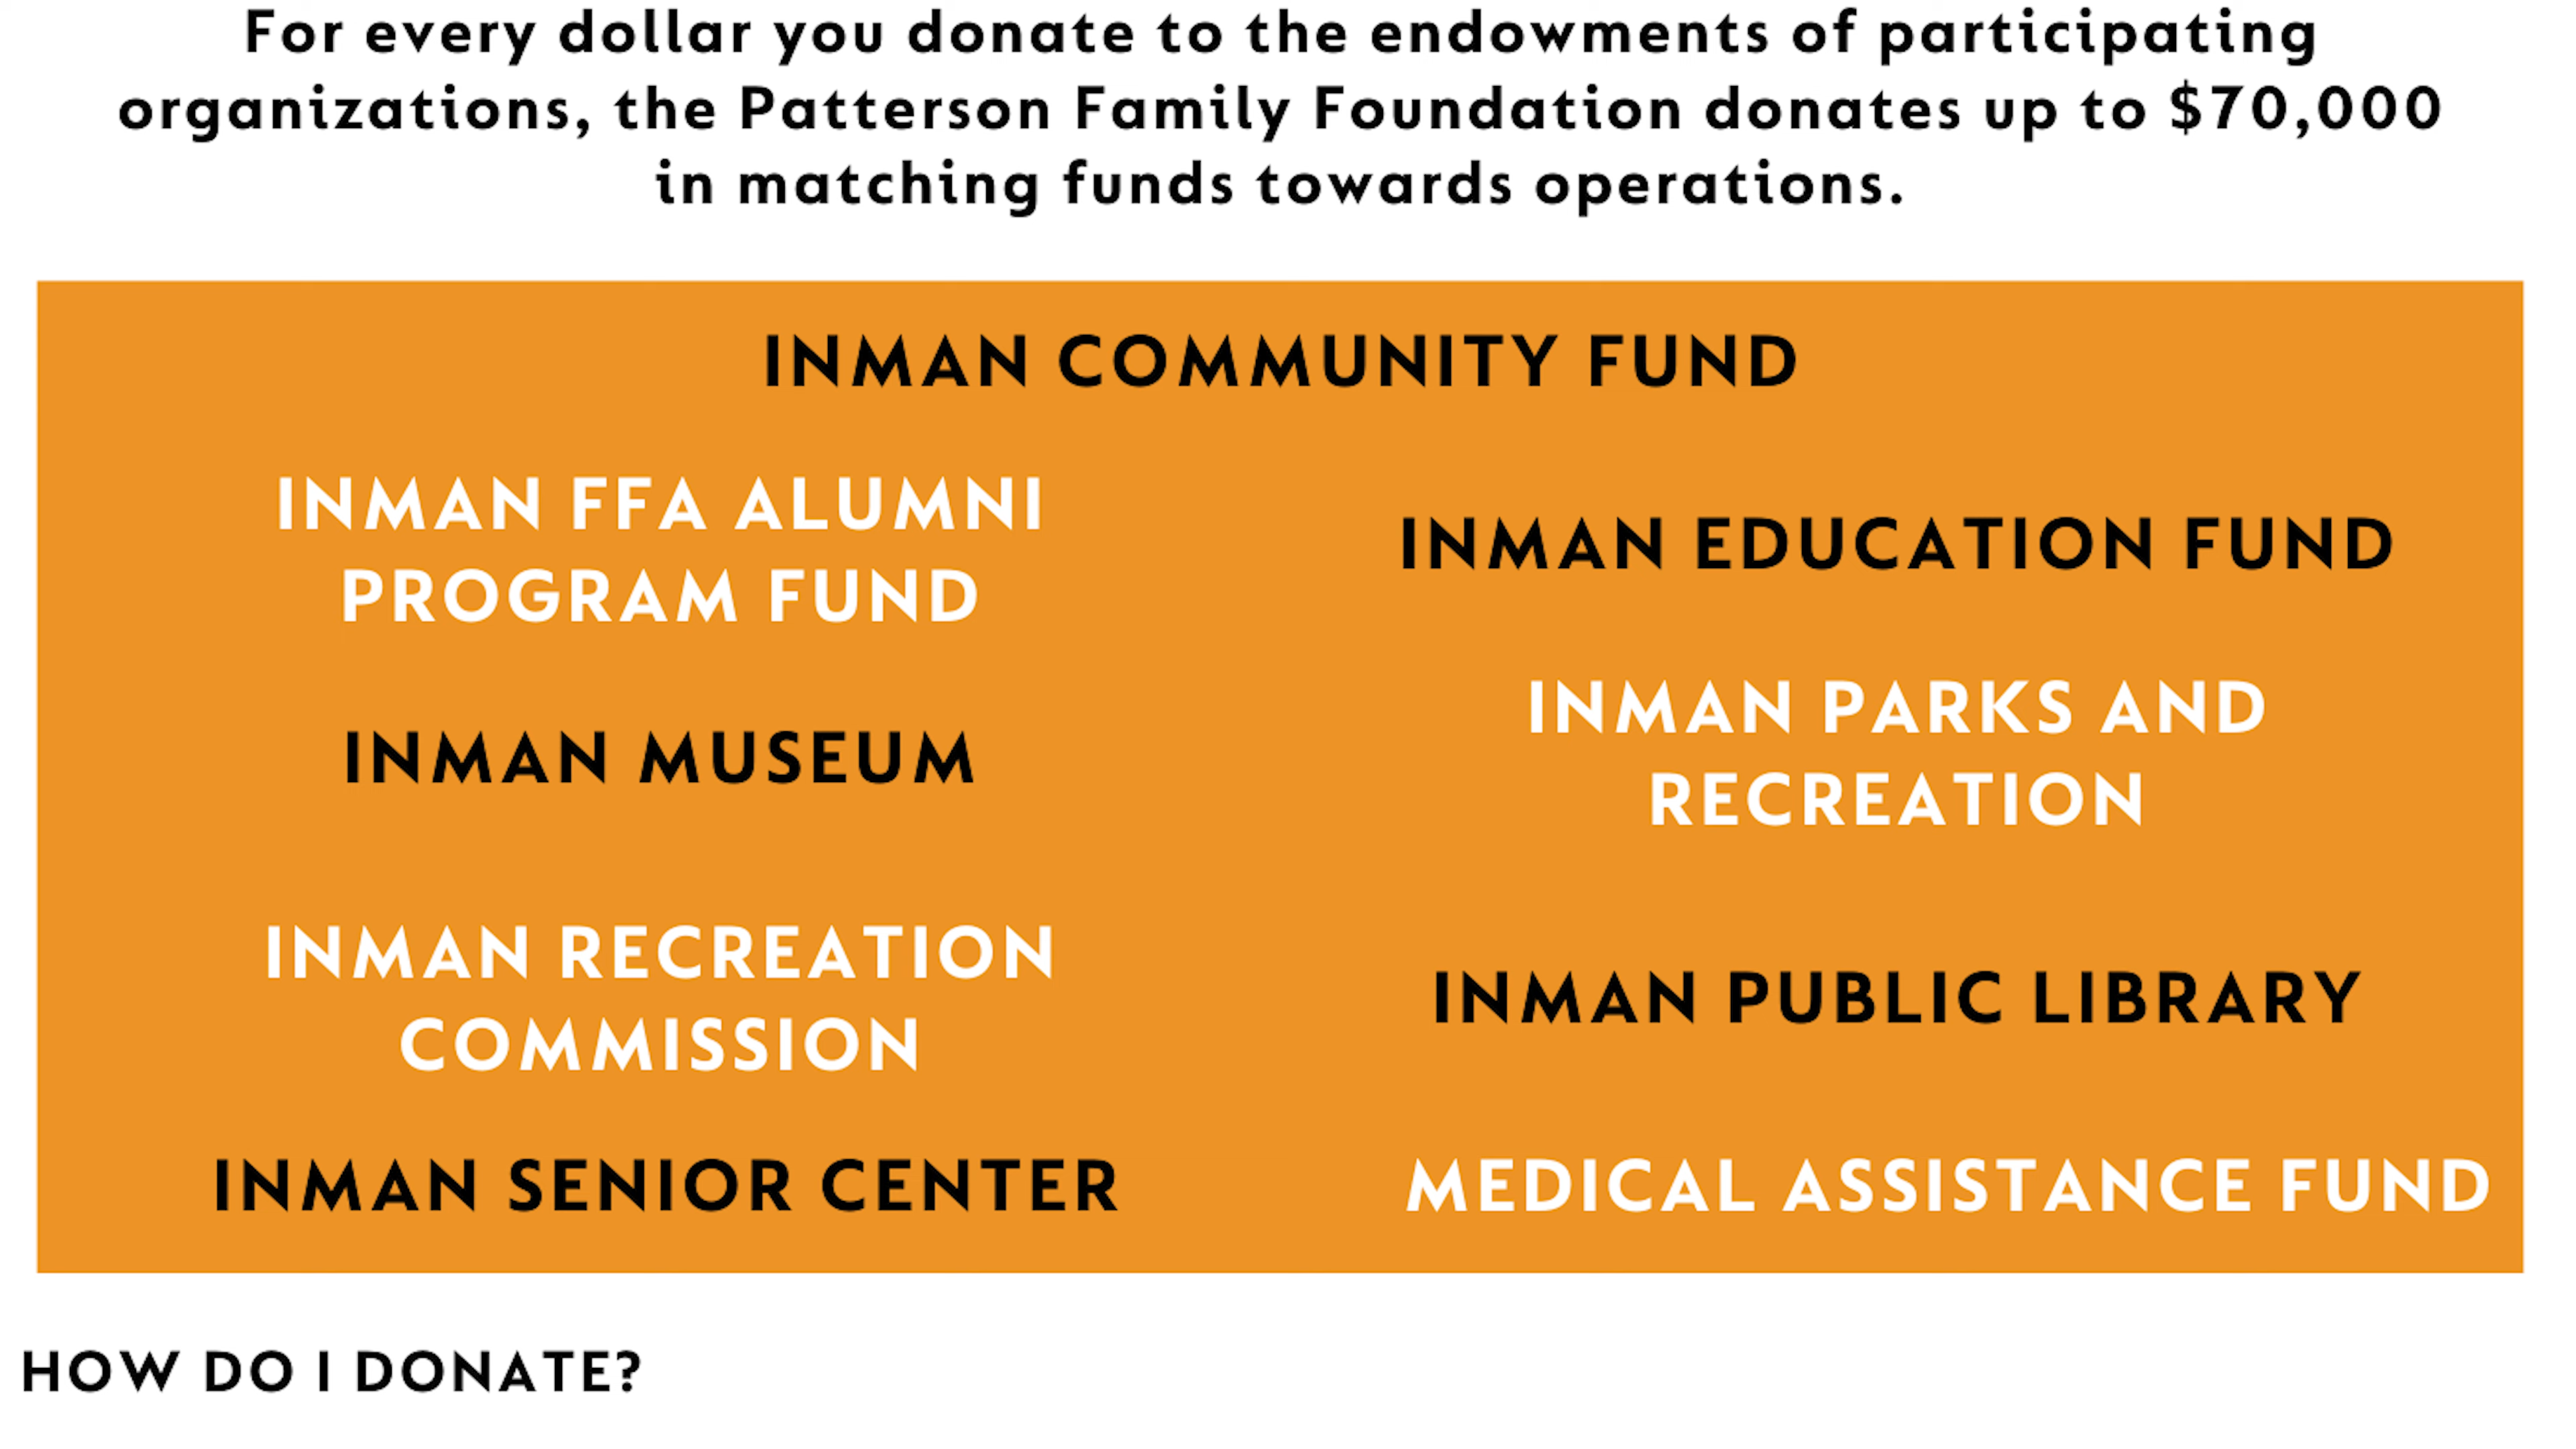 For every dollar you donate to the endowments of participating
organizations, the Patterson Family Foundation donates up to $70,000
in matching funds towards operations.
INMAN COMMUNITY FUND
INMAN FFA ALUMNI
PROGRAM FUND
INMAN EDUCATION FUND
INMAN MUSEUM
INMAN PARKS AND
RECREATION
INMAN RECREATION
COMMISSION
INMAN PUBLIC LIBRARY
INMAN SENIOR CENTER
MEDICAL ASSISTANCE FUND
HOW DO I DONATE?